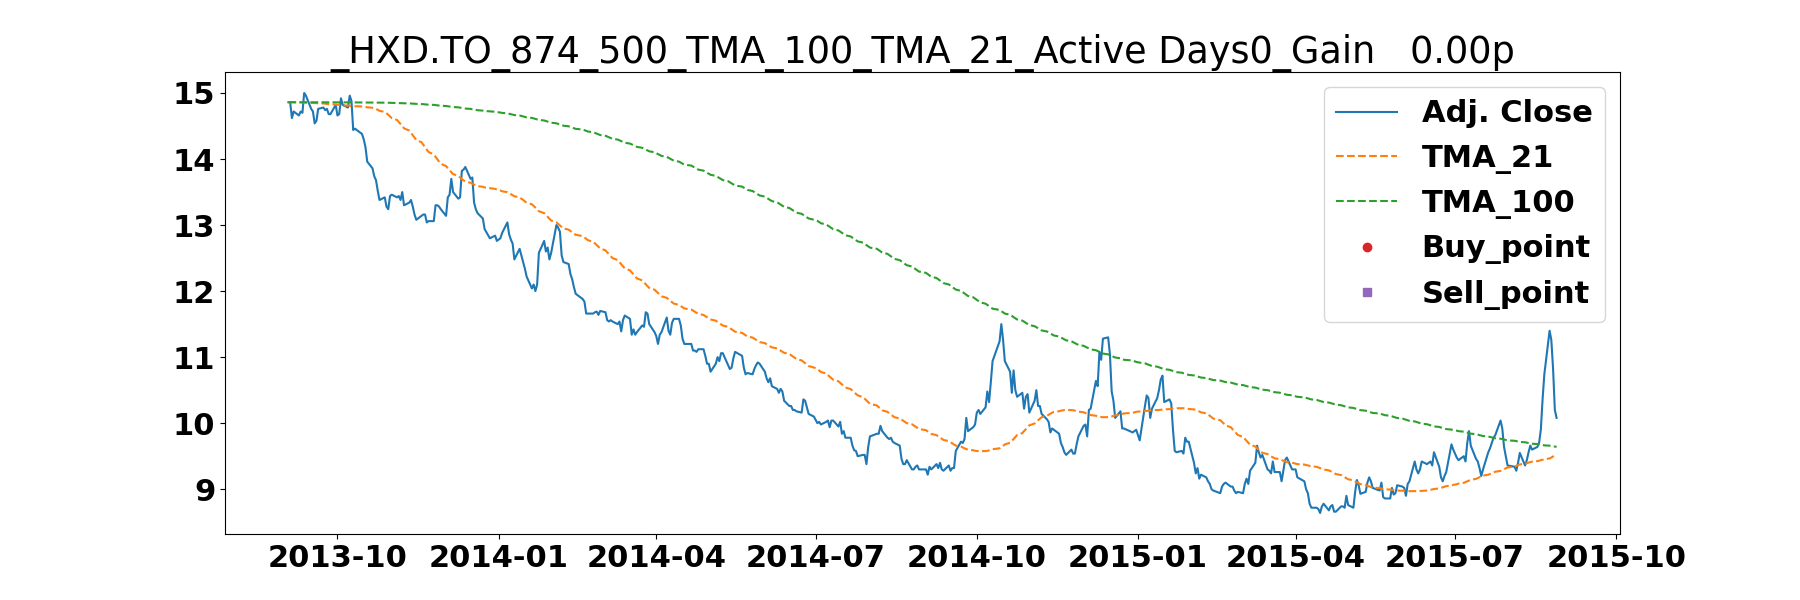 _HXD.TO_874_500_TMA_100_TMA_21_Active Days0_Gain   0.00p
15
14
13
12
11
10
9
Adj. Close
TMA_21
TMA_100
Buy_point
Sell_point
2013-10 2014-01 2014-04 2014-07 2014-10 2015-01 2015-04 2015-07 2015-10